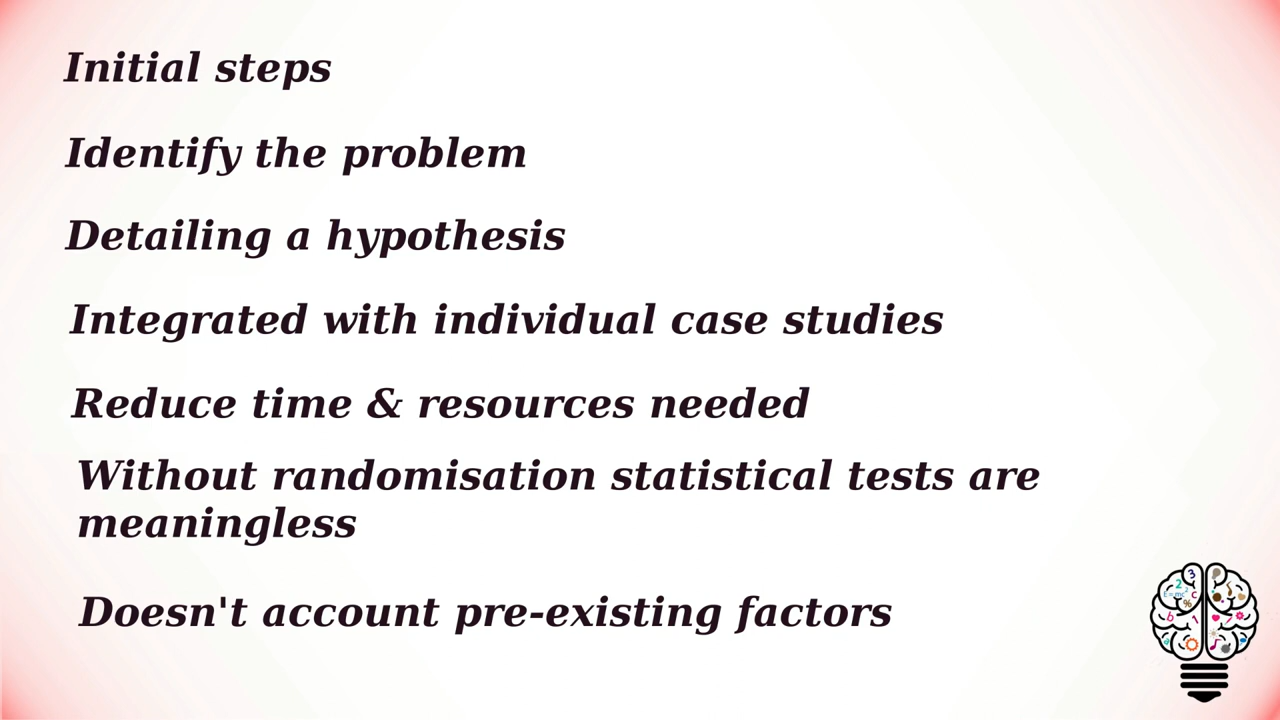 Initial steps
Identify the problem
Detailing a hypothesis
Integrated with individual case studies
Reduce time & resources needed
Without randomisation statistical tests are
meaningless
Doesn't account pre-existing factors